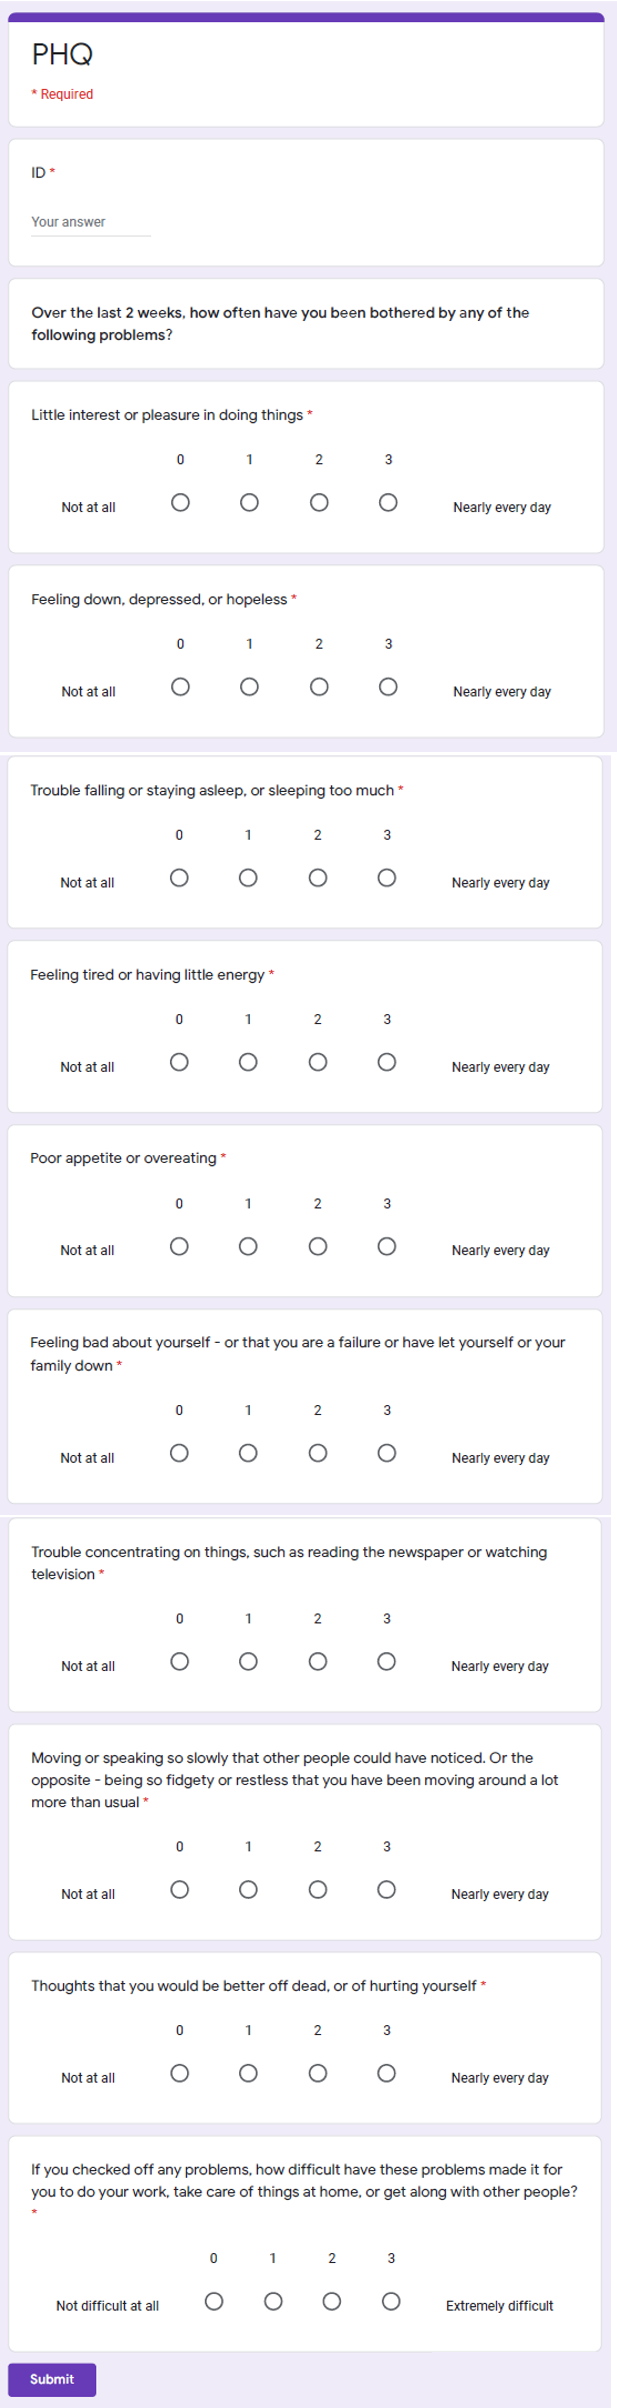 PHQ
* Required
ID *
Your answer
Over the last 2 weeks, how often have you been bothered by any of the
following problems?
Little interest or pleasure in doing things *
0 1 2 3
Not at all Nearly every day
Feeling down, depressed, or hopeless *
0 1 2 3
Not at all Nearly every day
Trouble falling or staying asleep, or sleeping too much *
0 1 2 3
Not at all Nearly every day
Feeling tired or having little energy *
0 1 2 3
Not at all Nearly every day
Poor appetite or overeating *
0 1 2 3
Not at all Nearly every day
Feeling bad about yourself - or that you are a failure or have let yourself or your
family down *
0 1 2 3
Not at all Nearly every day
Trouble concentrating on things, such as reading the newspaper or watching
television *
0 1 2 3
Not at all Nearly every day
Moving or speaking so slowly that other people could have noticed. Or the
opposite - being so fidgety or restless that you have been moving around a lot
more than usual *
0 1 2 3
Not at all Nearly every day
Thoughts that you would be better off dead, or of hurting yourself *
0 1 2 3
Not at all Nearly every day
If you checked off any problems, how difficult have these problems made it for
you to do your work, take care of things at home, or get along with other people?
*
0 1 2 3
Not difficult at all Extremely difficult
Submit